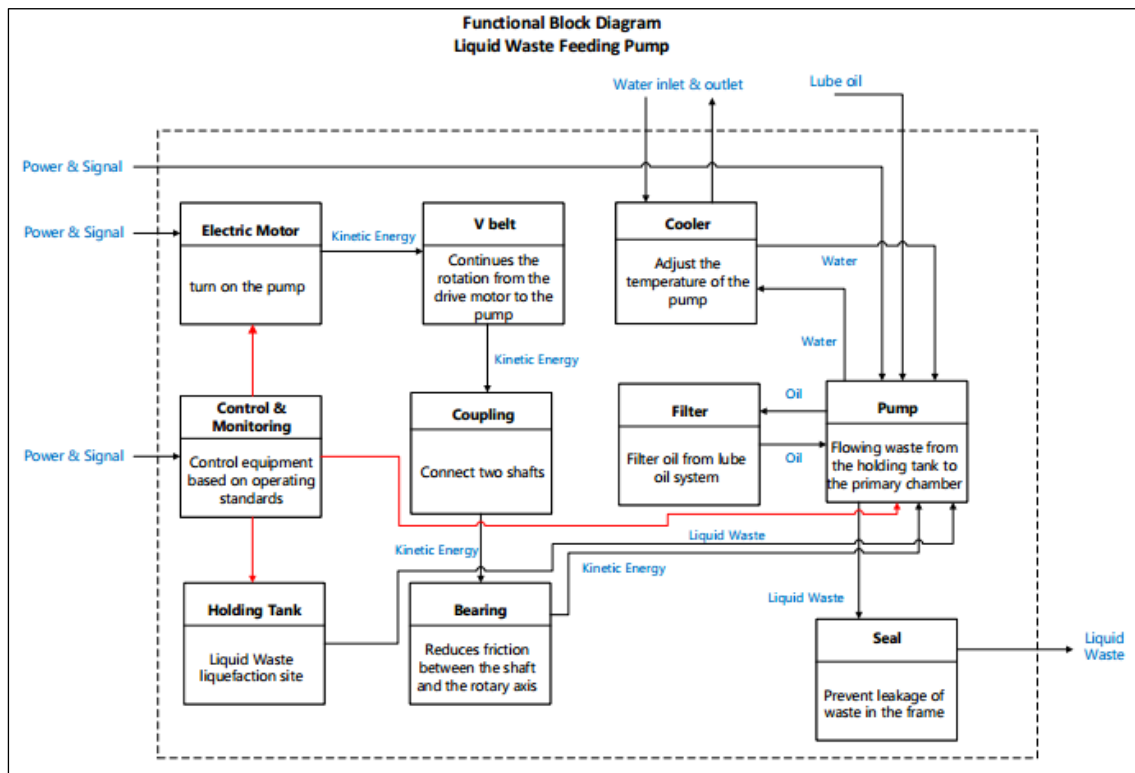 Functional Block Diagram
Liquid Waste Feeding Pump
Water inlet & outlet
Lube oil
Power & Signal
Power & Signal
Electric Motor
turn on the pump
Kinetic Energy
V belt
Continues the
rotation from the
drive motor to the
pump
Cooler
Adjust the
temperature of the
pump
Water
Water
Kinetic Energy
Power & Signal
Control &
Monitoring
Control equipment
based on operating
standards
Coupling
Connect two shafts
Filter
Filter oil from lube
oil system
Oil
Oil
Pump
Flowing waste from
the holding tank to
the primary chamber
Kinetic Energy
Liquid Waste
Kinetic Energy
Liquid Waste
Holding Tank
Liquid Waste
liquefaction site
Bearing
Reduces friction
between the shaft
and the rotary axis
Seal
Prevent leakage of
waste in the frame
Liquid
Waste